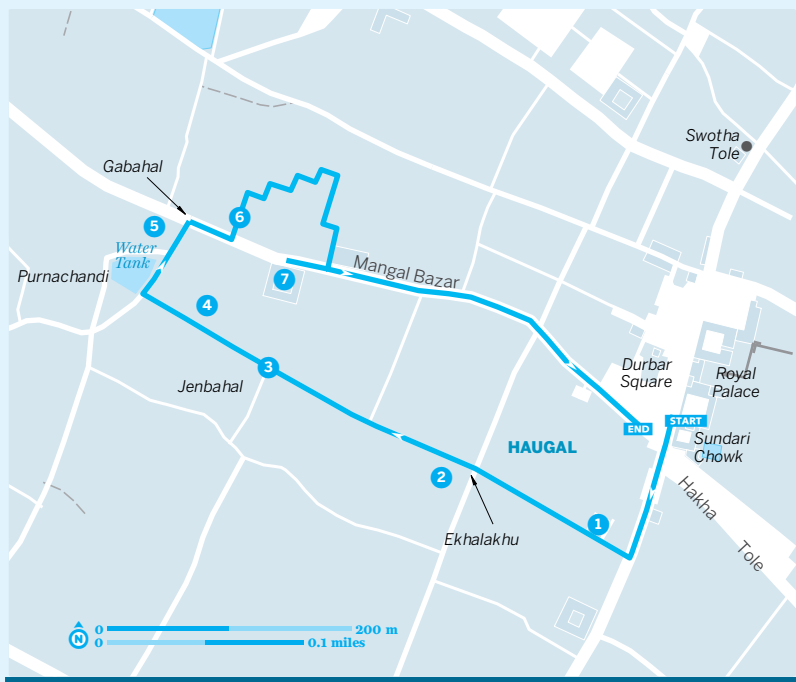 Swotha
Tole
Gabahal
5
6
Water
Tank
Purnachandi
Mangal Bazar
7
4
3
Jenbahal
Durbar
Square
Royal
Palace
START
END
Sundari
Chowk
HAUGAL
2
Hakha
Tole
1
Ekhalakhu
N
0
200 m
0
0.1 miles